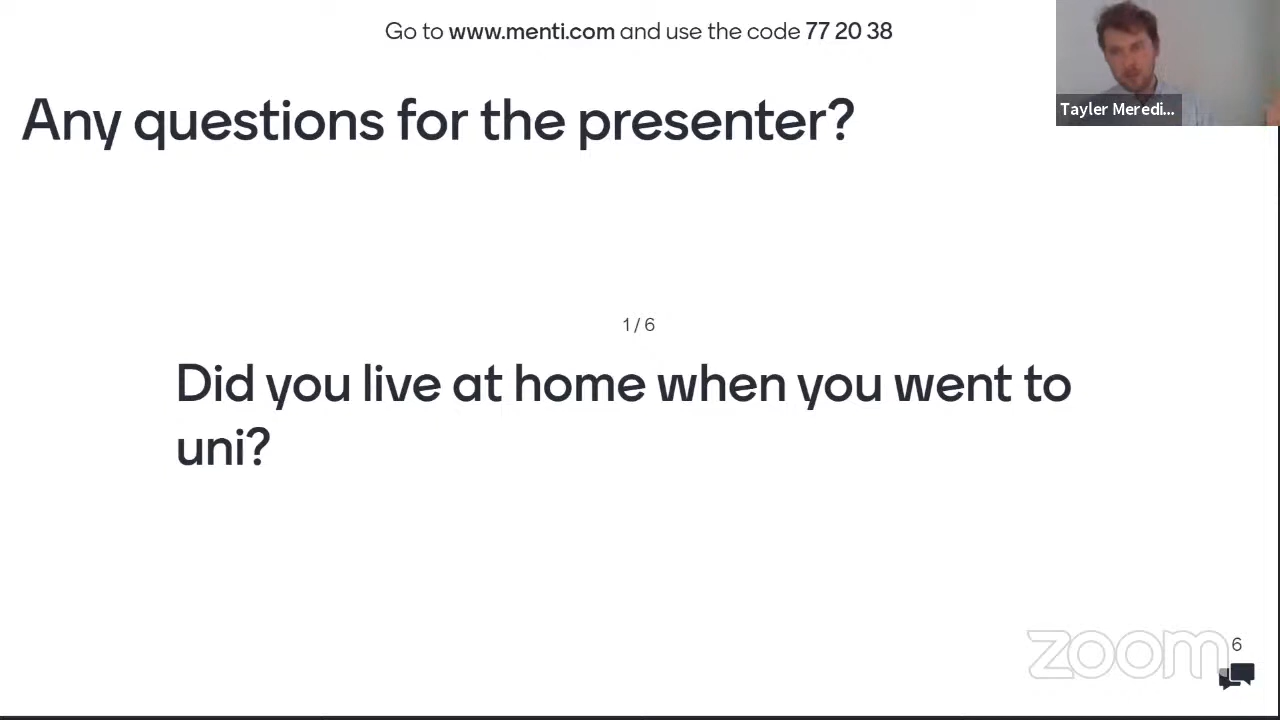 Go to www.menti.com and use the code 77 20 38
Tayler Meredi...
Any questions for the presenter?
1 / 6
Did you live at home when you went to
uni?
zoom
6